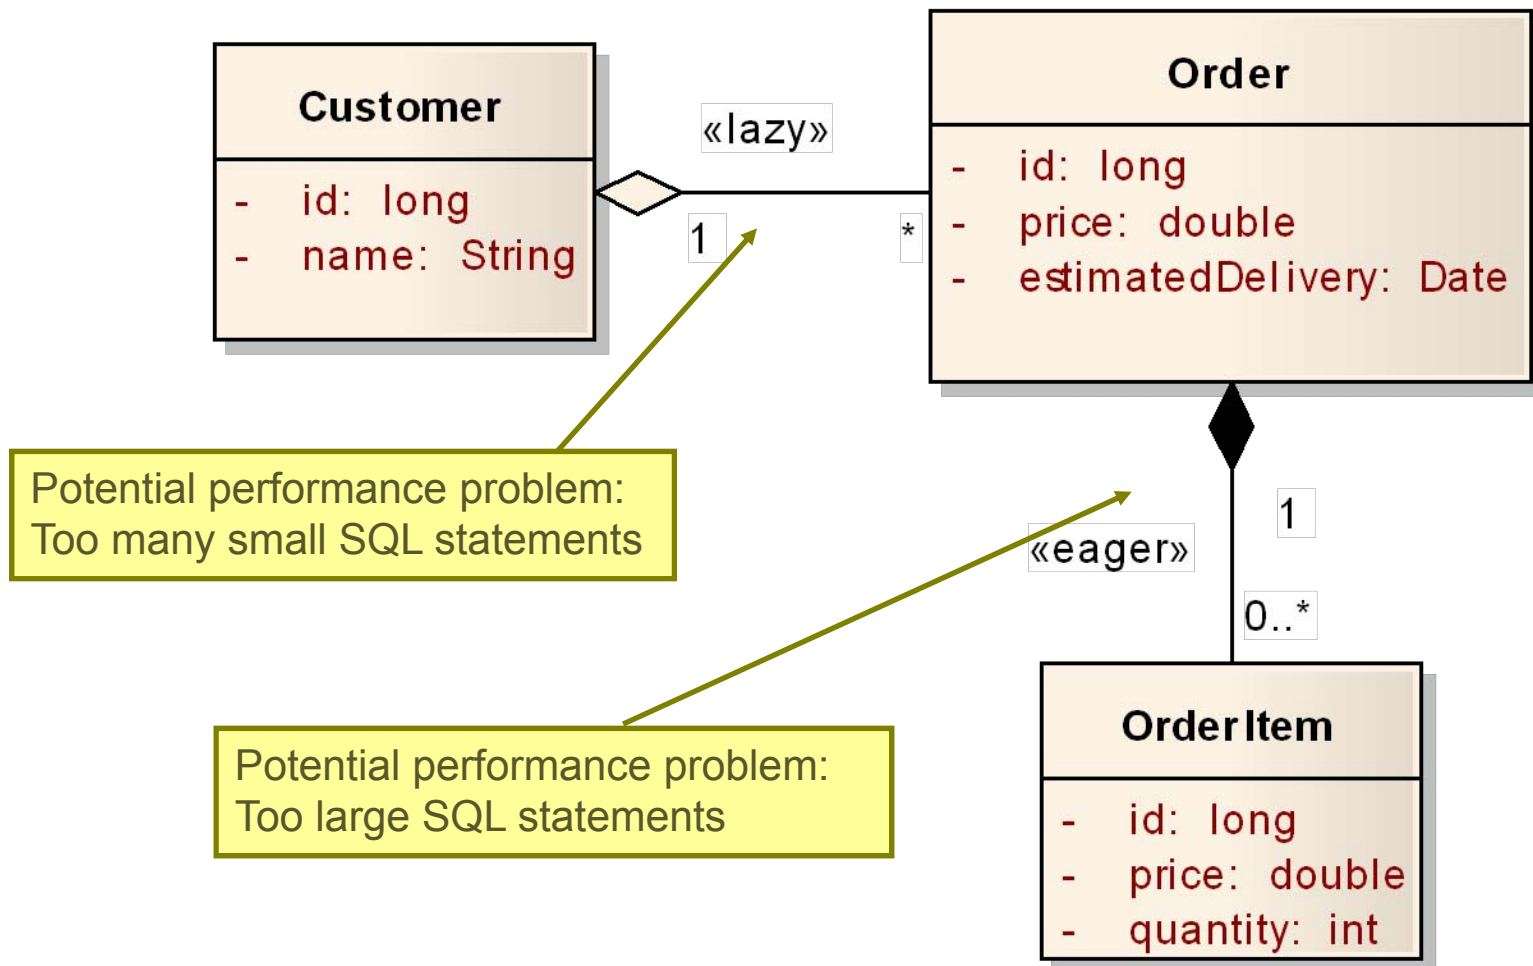 Customer
- id: long
- name: String
«lazy»
1
*
Order
- id: long
- price: double
- estimatedDelivery: Date
Potential performance problem:
Too many small SQL statements
«eager»
1
0..*
Potential performance problem:
Too large SQL statements
OrderItem
- id: long
- price: double
- quantity: int